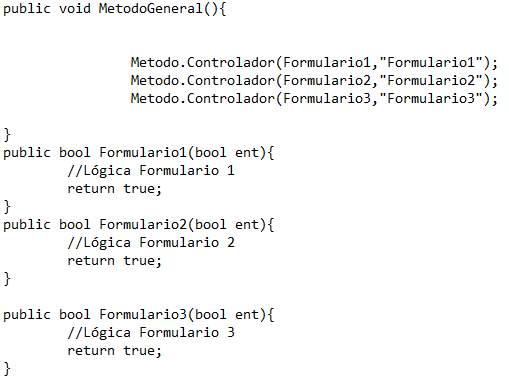 public void MetodoGeneral(){
Metodo.Controlador(Formulario1,"Formulario1");
Metodo.Controlador(Formulario2,"Formulario2");
Metodo.Controlador(Formulario3,"Formulario3");
}
public bool Formulario1(bool ent){
//Lógica Formulario 1
return true;
}
public bool Formulario2(bool ent){
//Lógica Formulario 2
return true;
}
public bool Formulario3(bool ent){
//Lógica Formulario 3
return true;
}